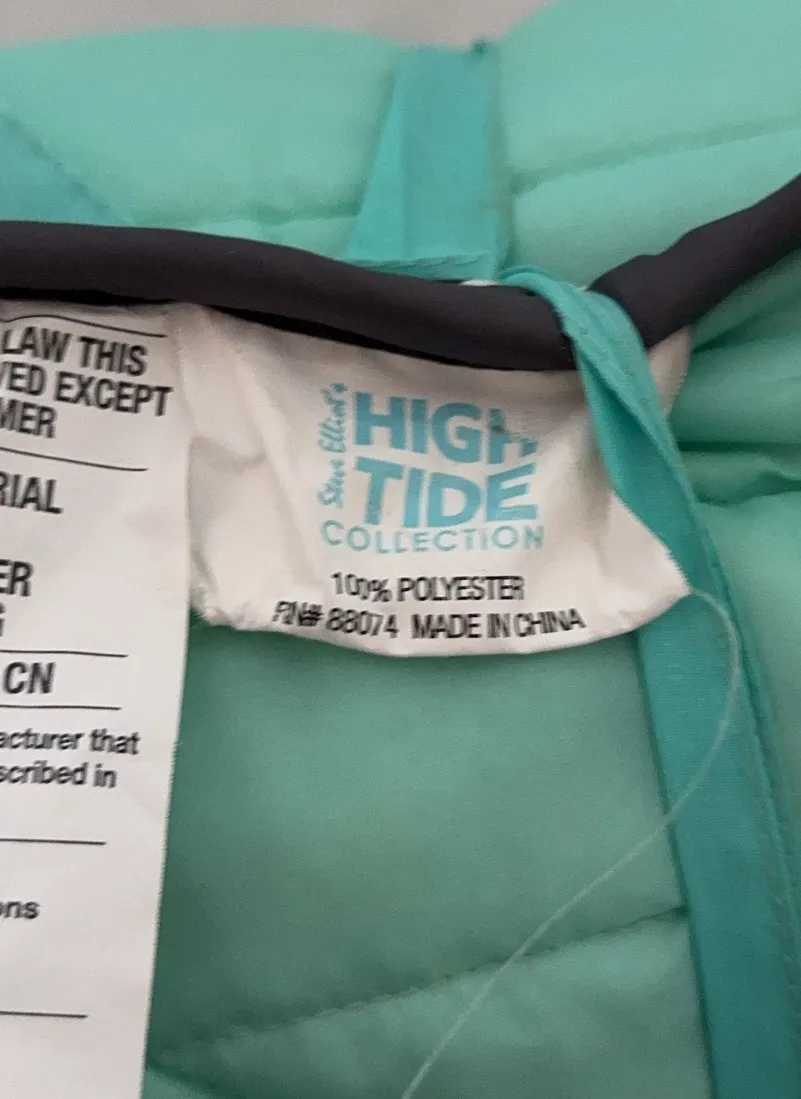 LAW THIS
VED EXCEPT
MER
RIAL
ER
G
CN
acturer that
scribed in
ons
Steve Elliot's
HIGH
TIDE
COLLECTION
100% POLYESTER
RN# 88074 MADE IN CHINA